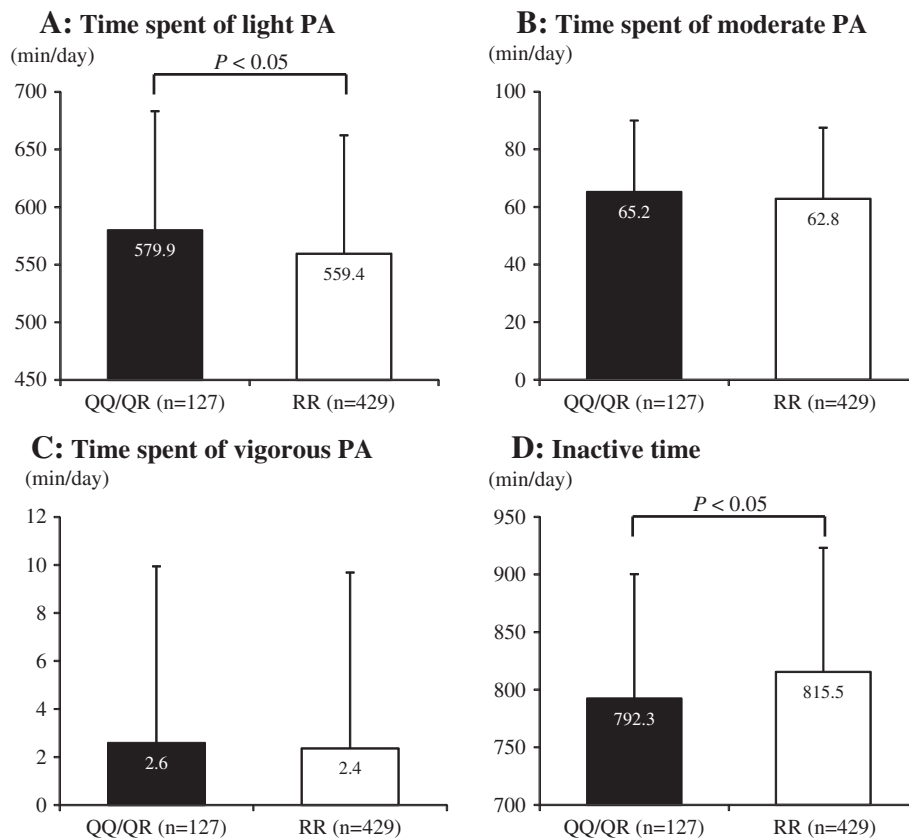 A: Time spent of light PA
(min/day)
P < 0.05
700
650
600
550
500
450
579.9
559.4
QQ/QR (n=127)
RR (n=429)
B: Time spent of moderate PA
(min/day)
100
80
60
40
20
0
65.2
62.8
QQ/QR (n=127)
RR (n=429)
C: Time spent of vigorous PA
(min/day)
12
10
8
6
4
2
0
2.6
2.4
QQ/QR (n=127)
RR (n=429)
D: Inactive time
(min/day)
P < 0.05
950
900
850
800
750
700
792.3
815.5
QQ/QR (n=127)
RR (n=429)